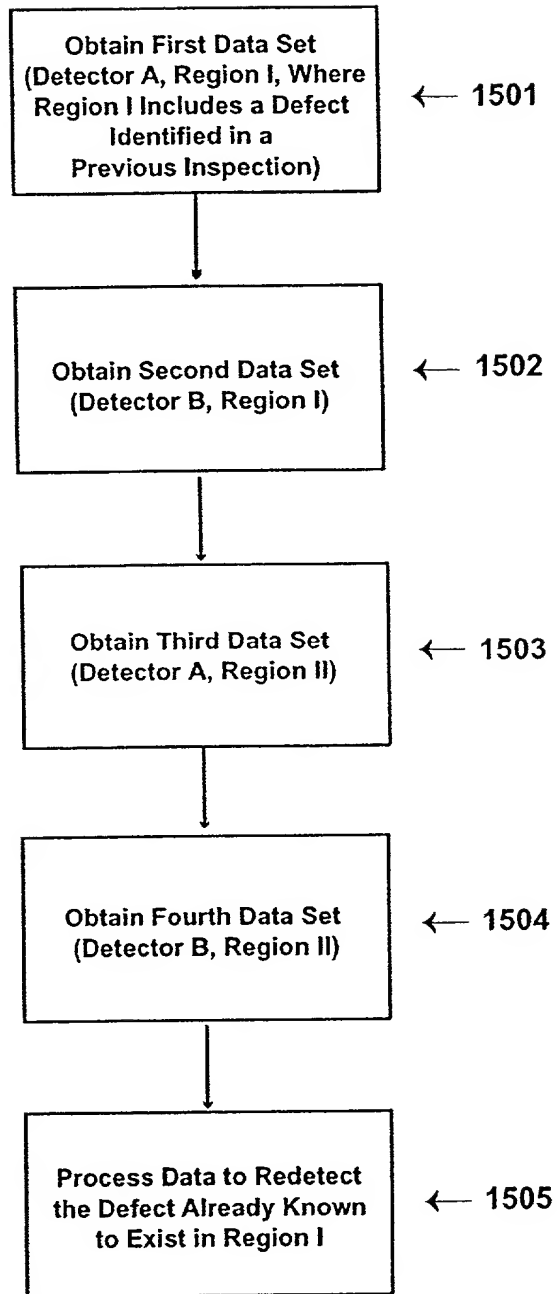 Obtain First Data Set
(Detector A, Region I, Where
Region I Includes a Defect
Identified in a
Previous Inspection)
← 1501
Obtain Second Data Set
(Detector B, Region I)
← 1502
Obtain Third Data Set
(Detector A, Region II)
← 1503
Obtain Fourth Data Set
(Detector B, Region II)
← 1504
Process Data to Redetect
the Defect Already Known
to Exist in Region I
← 1505